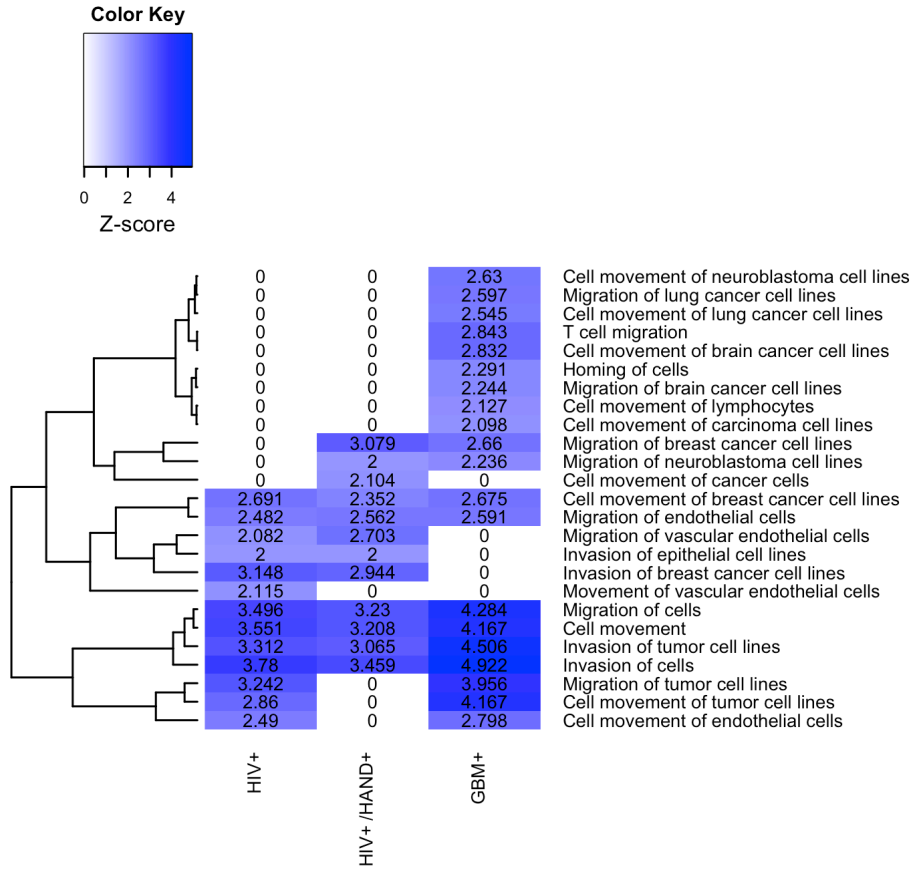 Color Key
0 2 4
Z-score
0 0 2.63 Cell movement of neuroblastoma cell lines
0 0 2.597 Migration of lung cancer cell lines
0 0 2.545 Cell movement of lung cancer cell lines
0 0 2.843 T cell migration
0 0 2.832 Cell movement of brain cancer cell lines
0 0 2.291 Homing of cells
0 0 2.244 Migration of brain cancer cell lines
0 0 2.127 Cell movement of lymphocytes
0 0 2.098 Cell movement of carcinoma cell lines
0 3.079 2.66 Migration of breast cancer cell lines
0 2 2.236 Migration of neuroblastoma cell lines
0 2.104 0 Cell movement of cancer cells
2.691 2.352 2.675 Cell movement of breast cancer cell lines
2.482 2.562 2.591 Migration of endothelial cells
2.082 2.703 0 Migration of vascular endothelial cells
2 2 0 Invasion of epithelial cell lines
3.148 2.944 0 Invasion of breast cancer cell lines
2.115 0 0 Movement of vascular endothelial cells
3.496 3.23 4.284 Migration of cells
3.551 3.208 4.167 Cell movement
3.312 3.065 4.506 Invasion of tumor cell lines
3.78 3.459 4.922 Invasion of cells
3.242 0 3.956 Migration of tumor cell lines
2.86 0 4.167 Cell movement of tumor cell lines
2.49 0 2.798 Cell movement of endothelial cells
HIV+
HIV+ /HAND+
GBM+